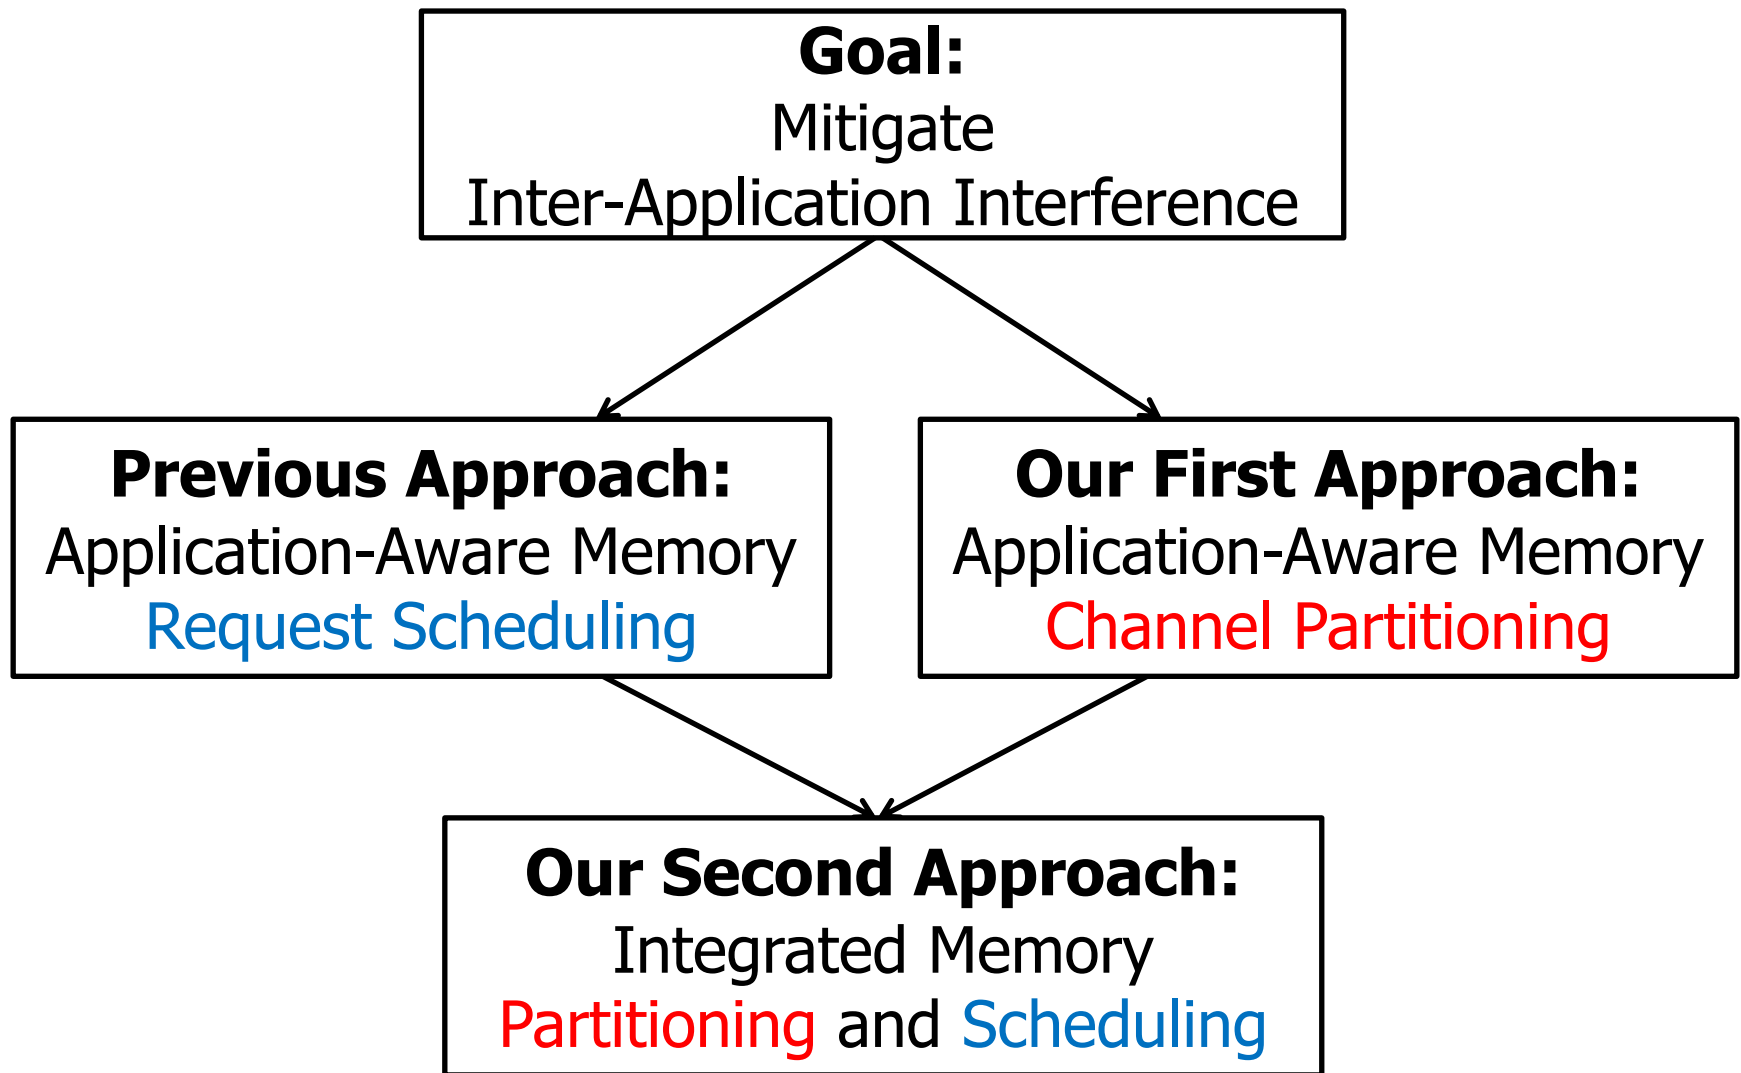 Goal:
Mitigate
Inter-Application Interference
Previous Approach:
Application-Aware Memory
Request Scheduling
Our First Approach:
Application-Aware Memory
Channel Partitioning
Our Second Approach:
Integrated Memory
Partitioning and Scheduling